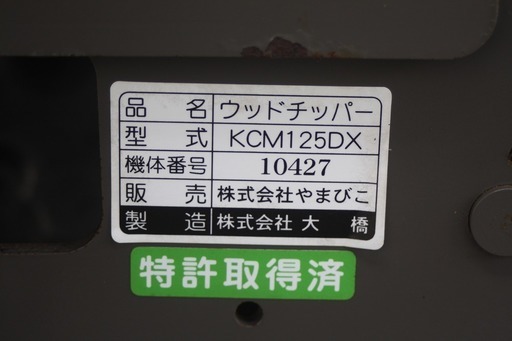 品名 ウッドチッパー
型式 KCM125DX
機体番号 10427
販売 株式会社やまびこ
製造 株式会社 大橋
特許取得済